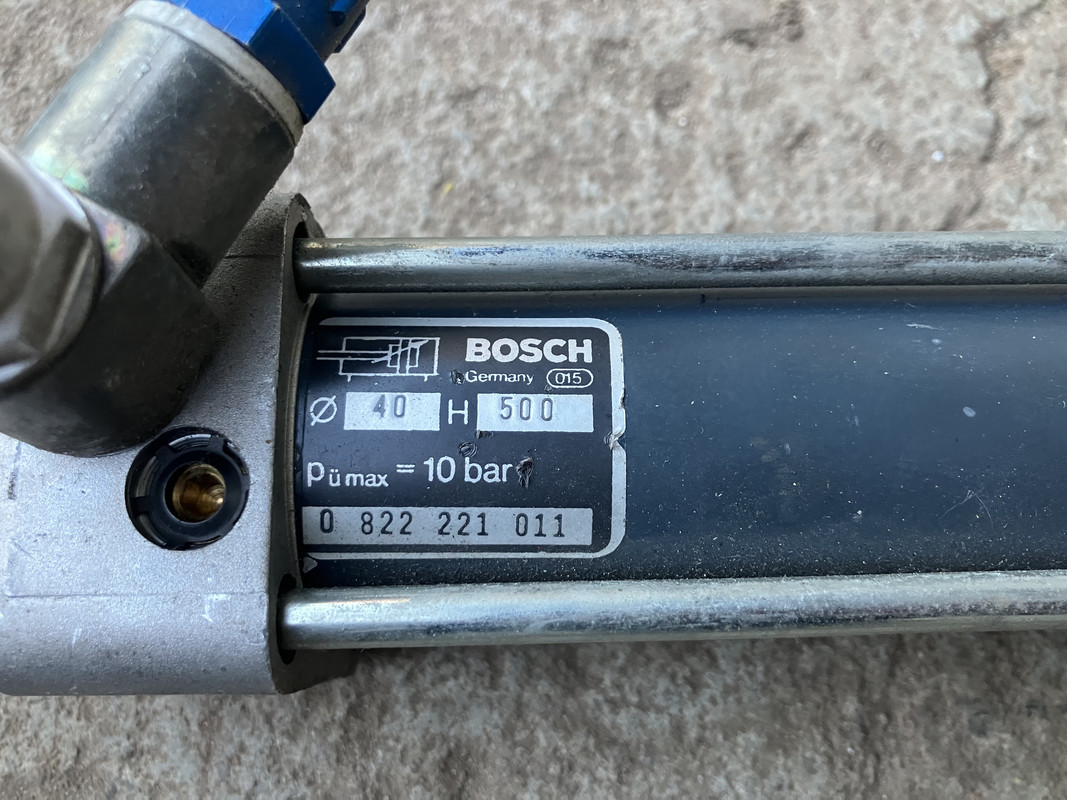 BOSCH
Germany 015
Ø 40 H 500
pü max = 10 bar
0 822 221 011